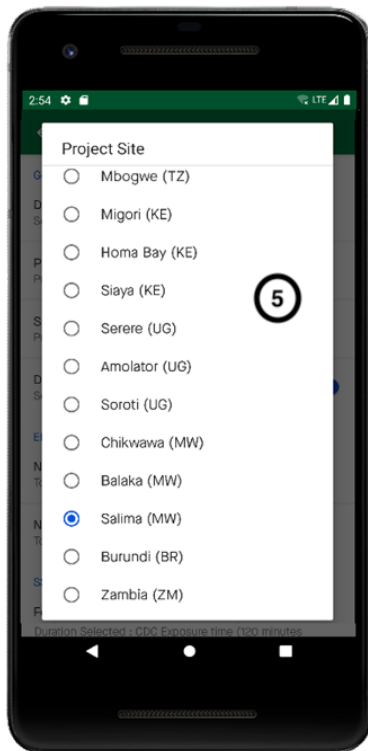 2:54
LTE
Project Site
Mbogwe (TZ)
Migori (KE)
Homa Bay (KE)
Siaya (KE)
5
Serere (UG)
Amolator (UG)
Soroti (UG)
Chikwawa (MW)
Balaka (MW)
Salima (MW)
Burundi (BR)
Zambia (ZM)
Duration Selected : CDC Exposure time (120 minutes